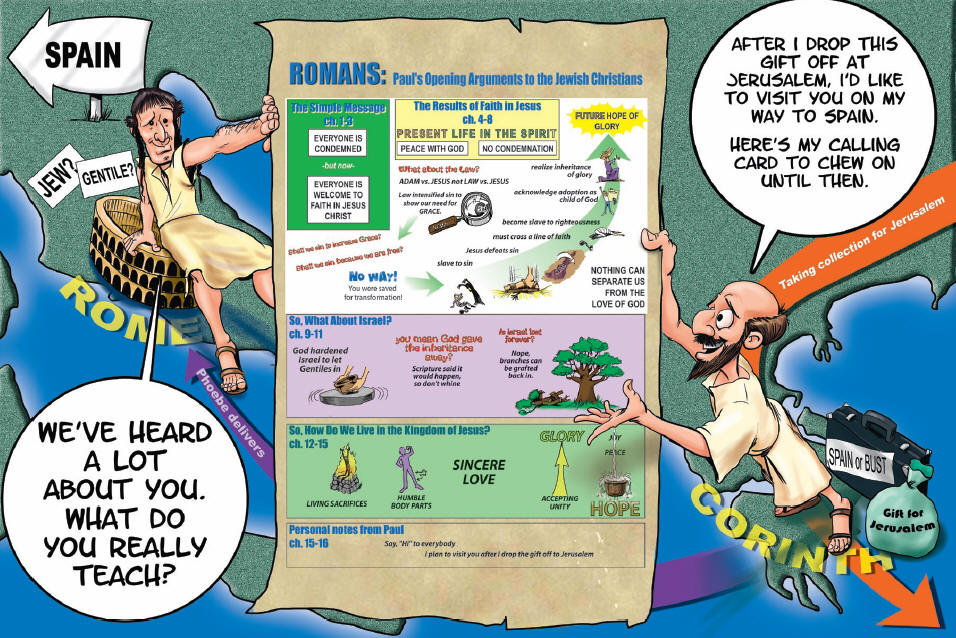 SPAIN
JEW?
GENTILE?
ROME
Phoebe delivers
WE'VE HEARD
A LOT
ABOUT YOU.
WHAT DO
YOU REALLY
TEACH?
ROMANS: Paul's Opening Arguments to the Jewish Christians
The Simple Message
ch. 1-3
EVERYONE IS
CONDEMNED
-but now-
EVERYONE IS
WELCOME TO
FAITH IN JESUS
CHRIST
The Results of Faith in Jesus
ch. 4-8
PRESENT LIFE IN THE SPIRIT
PEACE WITH GOD
NO CONDEMNATION
FUTURE HOPE OF
GLORY
What about the Law?
ADAM vs. JESUS not LAW vs. JESUS
Law intensified sin to
show our need for
GRACE.
realize inheritance
of glory
acknowledge adoption as
child of God
become slave to righteousness
must cross a line of faith
Jesus defeats sin
slave to sin
Shall we sin to increase Grace?
Shall we sin because we are free?
NO WAY!
You were saved
for transformation!
NOTHING CAN
SEPARATE US
FROM THE
LOVE OF GOD
So, What About Israel?
ch. 9-11
God hardened
Israel to let
Gentiles in
you mean God gave
the inheritance
away?
Scripture said it
would happen,
so don't whine
Is Israel lost
forever?
Nope,
branches can
be grafted
back in.
So, How Do We Live in the Kingdom of Jesus?
ch. 12-15
LIVING SACRIFICES
HUMBLE
BODY PARTS
SINCERE
LOVE
GLORY
ACCEPTING
UNITY
JOY
PEACE
HOPE
Personal notes from Paul
ch. 15-16
Say, "Hi" to everybody
I plan to visit you after I drop the gift off to Jerusalem
AFTER I DROP THIS
GIFT OFF AT
JERUSALEM, I'D LIKE
TO VISIT YOU ON MY
WAY TO SPAIN.
HERE'S MY CALLING
CARD TO CHEW ON
UNTIL THEN.
Taking collection for Jerusalem
SPAIN or BUST
Gift for
Jerusalem
CORINTH